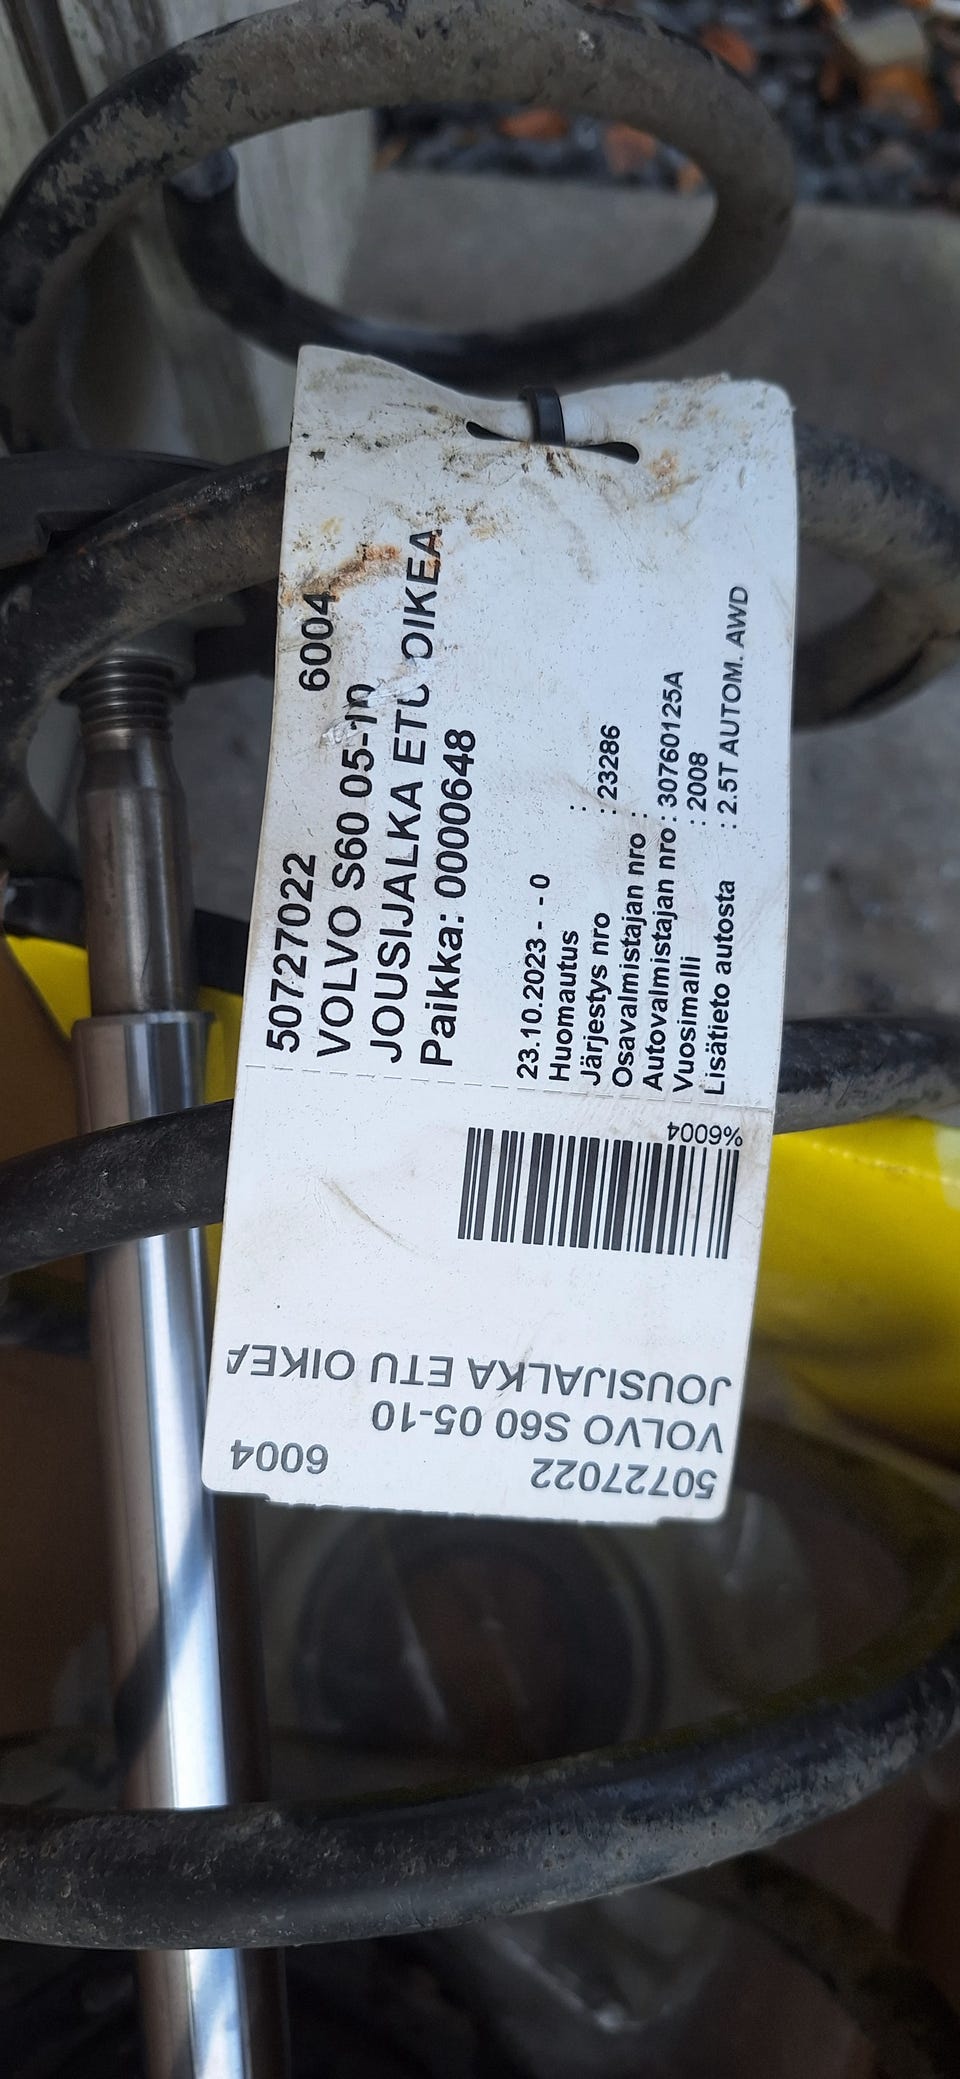 50727022 6004
VOLVO S60 05-10
JOUSIJALKA ETU OIKEA
Paikka: 0000648
23.10.2023 - - 0
Huomautus :
Järjestys nro : 23286
Osavalmistajan nro :
Autovalmistajan nro : 30760125A
Vuosimalli : 2008
Lisätieto autosta : 2.5T AUTOM. AWD
%6004
50727022 6004
VOLVO S60 05-10
JOUSIJALKA ETU OIKEA